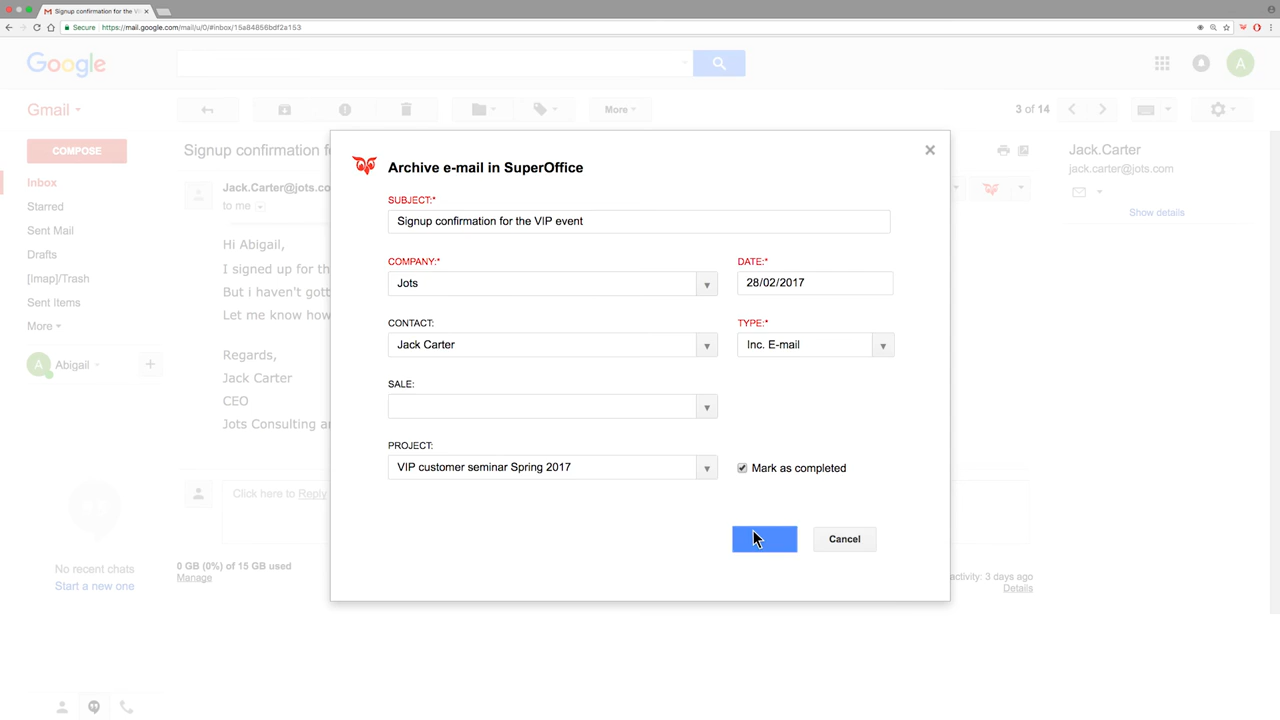 Signup confirmation for the VI
Secure
https://mail.google.com/mail/u/0/#inbox/15a84856bdf2a153
Google
A
Gmail
More
3 of 14
COMPOSE
Signup confirmation f
Jack.Carter
jack.carter@jots.com
Show details
Inbox
Starred
Sent Mail
Drafts
[Imap]/Trash
Sent Items
More
A
Abigail
Jack.Carter@jots.co
to me
Hi Abigail,
I signed up for th
But i haven't gott
Let me know how
Regards,
Jack Carter
CEO
Jots Consulting a
Click here to Reply
No recent chats
Start a new one
0 GB (0%) of 15 GB used
Manage
activity: 3 days ago
Details
Archive e-mail in SuperOffice
SUBJECT:*
Signup confirmation for the VIP event
COMPANY:*
DATE:*
Jots
28/02/2017
CONTACT:
TYPE:*
Jack Carter
Inc. E-mail
SALE:
PROJECT:
VIP customer seminar Spring 2017
Mark as completed
Cancel